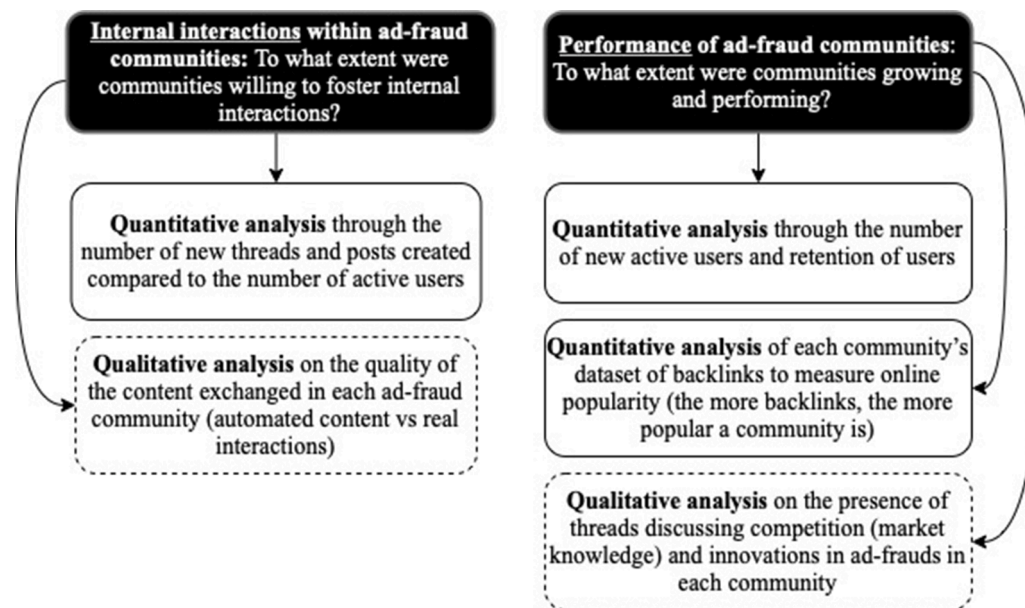 Internal interactions within ad-fraud
communities: To what extent were
communities willing to foster internal
interactions?
Quantitative analysis through the
number of new threads and posts created
compared to the number of active users
Qualitative analysis on the quality of
the content exchanged in each ad-fraud
community (automated content vs real
interactions)
Performance of ad-fraud communities:
To what extent were communities growing
and performing?
Quantitative analysis through the number
of new active users and retention of users
Quantitative analysis of each community's
dataset of backlinks to measure online
popularity (the more backlinks, the more
popular a community is)
Qualitative analysis on the presence of
threads discussing competition (market
knowledge) and innovations in ad-frauds in
each community